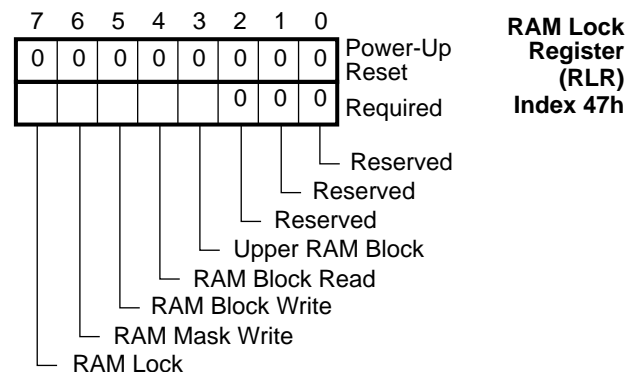 7 6 5 4 3 2 1 0
0 0 0 0 0 0 0 0
Power-Up
Reset
0 0 0
Required
RAM Lock
Register
(RLR)
Index 47h
Reserved
Reserved
Reserved
Upper RAM Block
RAM Block Read
RAM Block Write
RAM Mask Write
RAM Lock